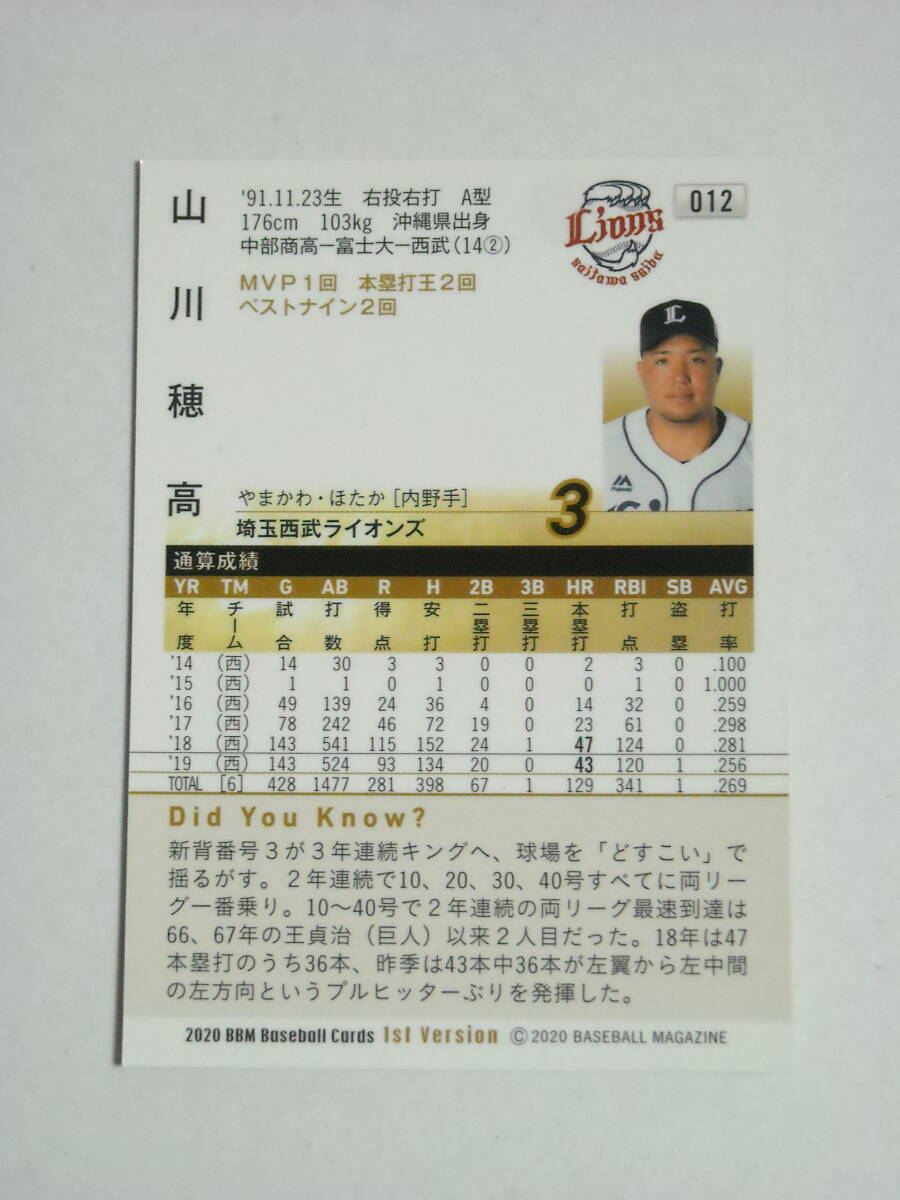 山川穂高
'91.11.23生 右投右打 A型
176cm 103kg 沖縄県出身
中部商高ー富士大ー西武(14②)
MVP1回 本塁打王2回
ベストナイン2回
Lions
saitama seibu
012
L
Majestic
やまかわ・ほたか [内野手]
埼玉西武ライオンズ
3
通算成績
YR TM G AB R H 2B 3B HR RBI SB AVG
年度 チーム 試合 打数 得点 安打 二塁打 三塁打 本塁打 打点 盗塁 打率
'14 (西) 14 30 3 3 0 0 2 3 0 .100
'15 (西) 1 1 0 1 0 0 0 1 0 1.000
'16 (西) 49 139 24 36 4 0 14 32 0 .259
'17 (西) 78 242 46 72 19 0 23 61 0 .298
'18 (西) 143 541 115 152 24 1 47 124 0 .281
'19 (西) 143 524 93 134 20 0 43 120 1 .256
TOTAL [6] 428 1477 281 398 67 1 129 341 1 .269
Did You Know?
新背番号3が3年連続キングへ、球場を「どすこい」で
揺るがす。2年連続で10、20、30、40号すべてに両リー
グ一番乗り。10〜40号で2年連続の両リーグ最速到達は
66、67年の王貞治(巨人)以来2人目だった。18年は47
本塁打のうち36本、昨季は43本中36本が左翼から左中間
の左方向というプルヒッターぶりを発揮した。
2020 BBM Baseball Cards 1st Version © 2020 BASEBALL MAGAZINE